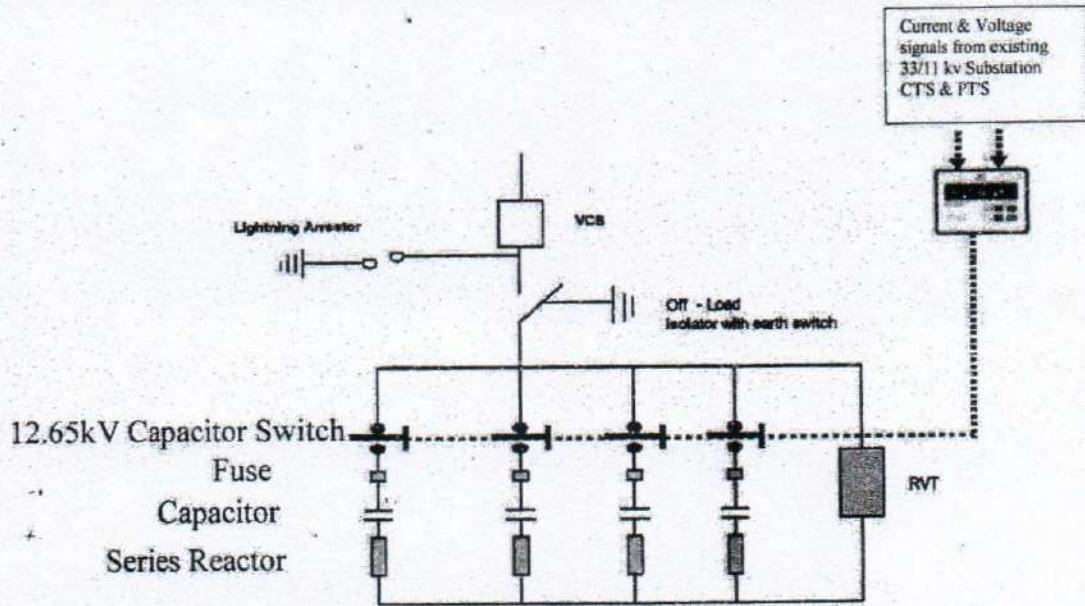 Current & Voltage
signals from existing
33/11 kv Substation
CTS & PTS
Lightning Arrestor
VCB
Off - Load
Isolator with earth switch
12.65kV Capacitor Switch
Fuse
Capacitor
Series Reactor
RVT